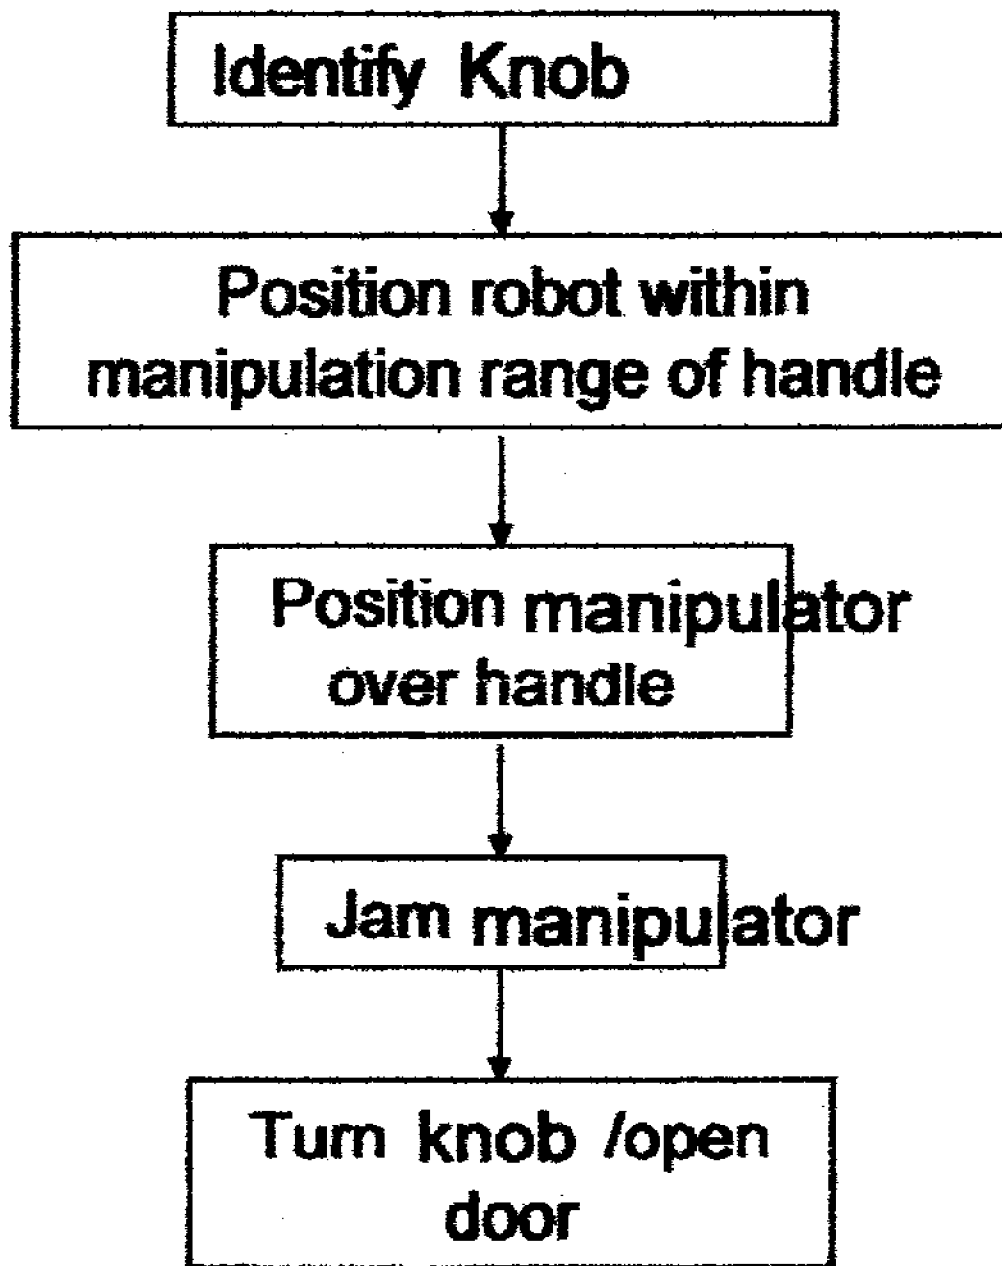 Identify Knob
Position robot within
manipulation range of handle
Position manipulator
over handle
Jam manipulator
Turn knob /open
door